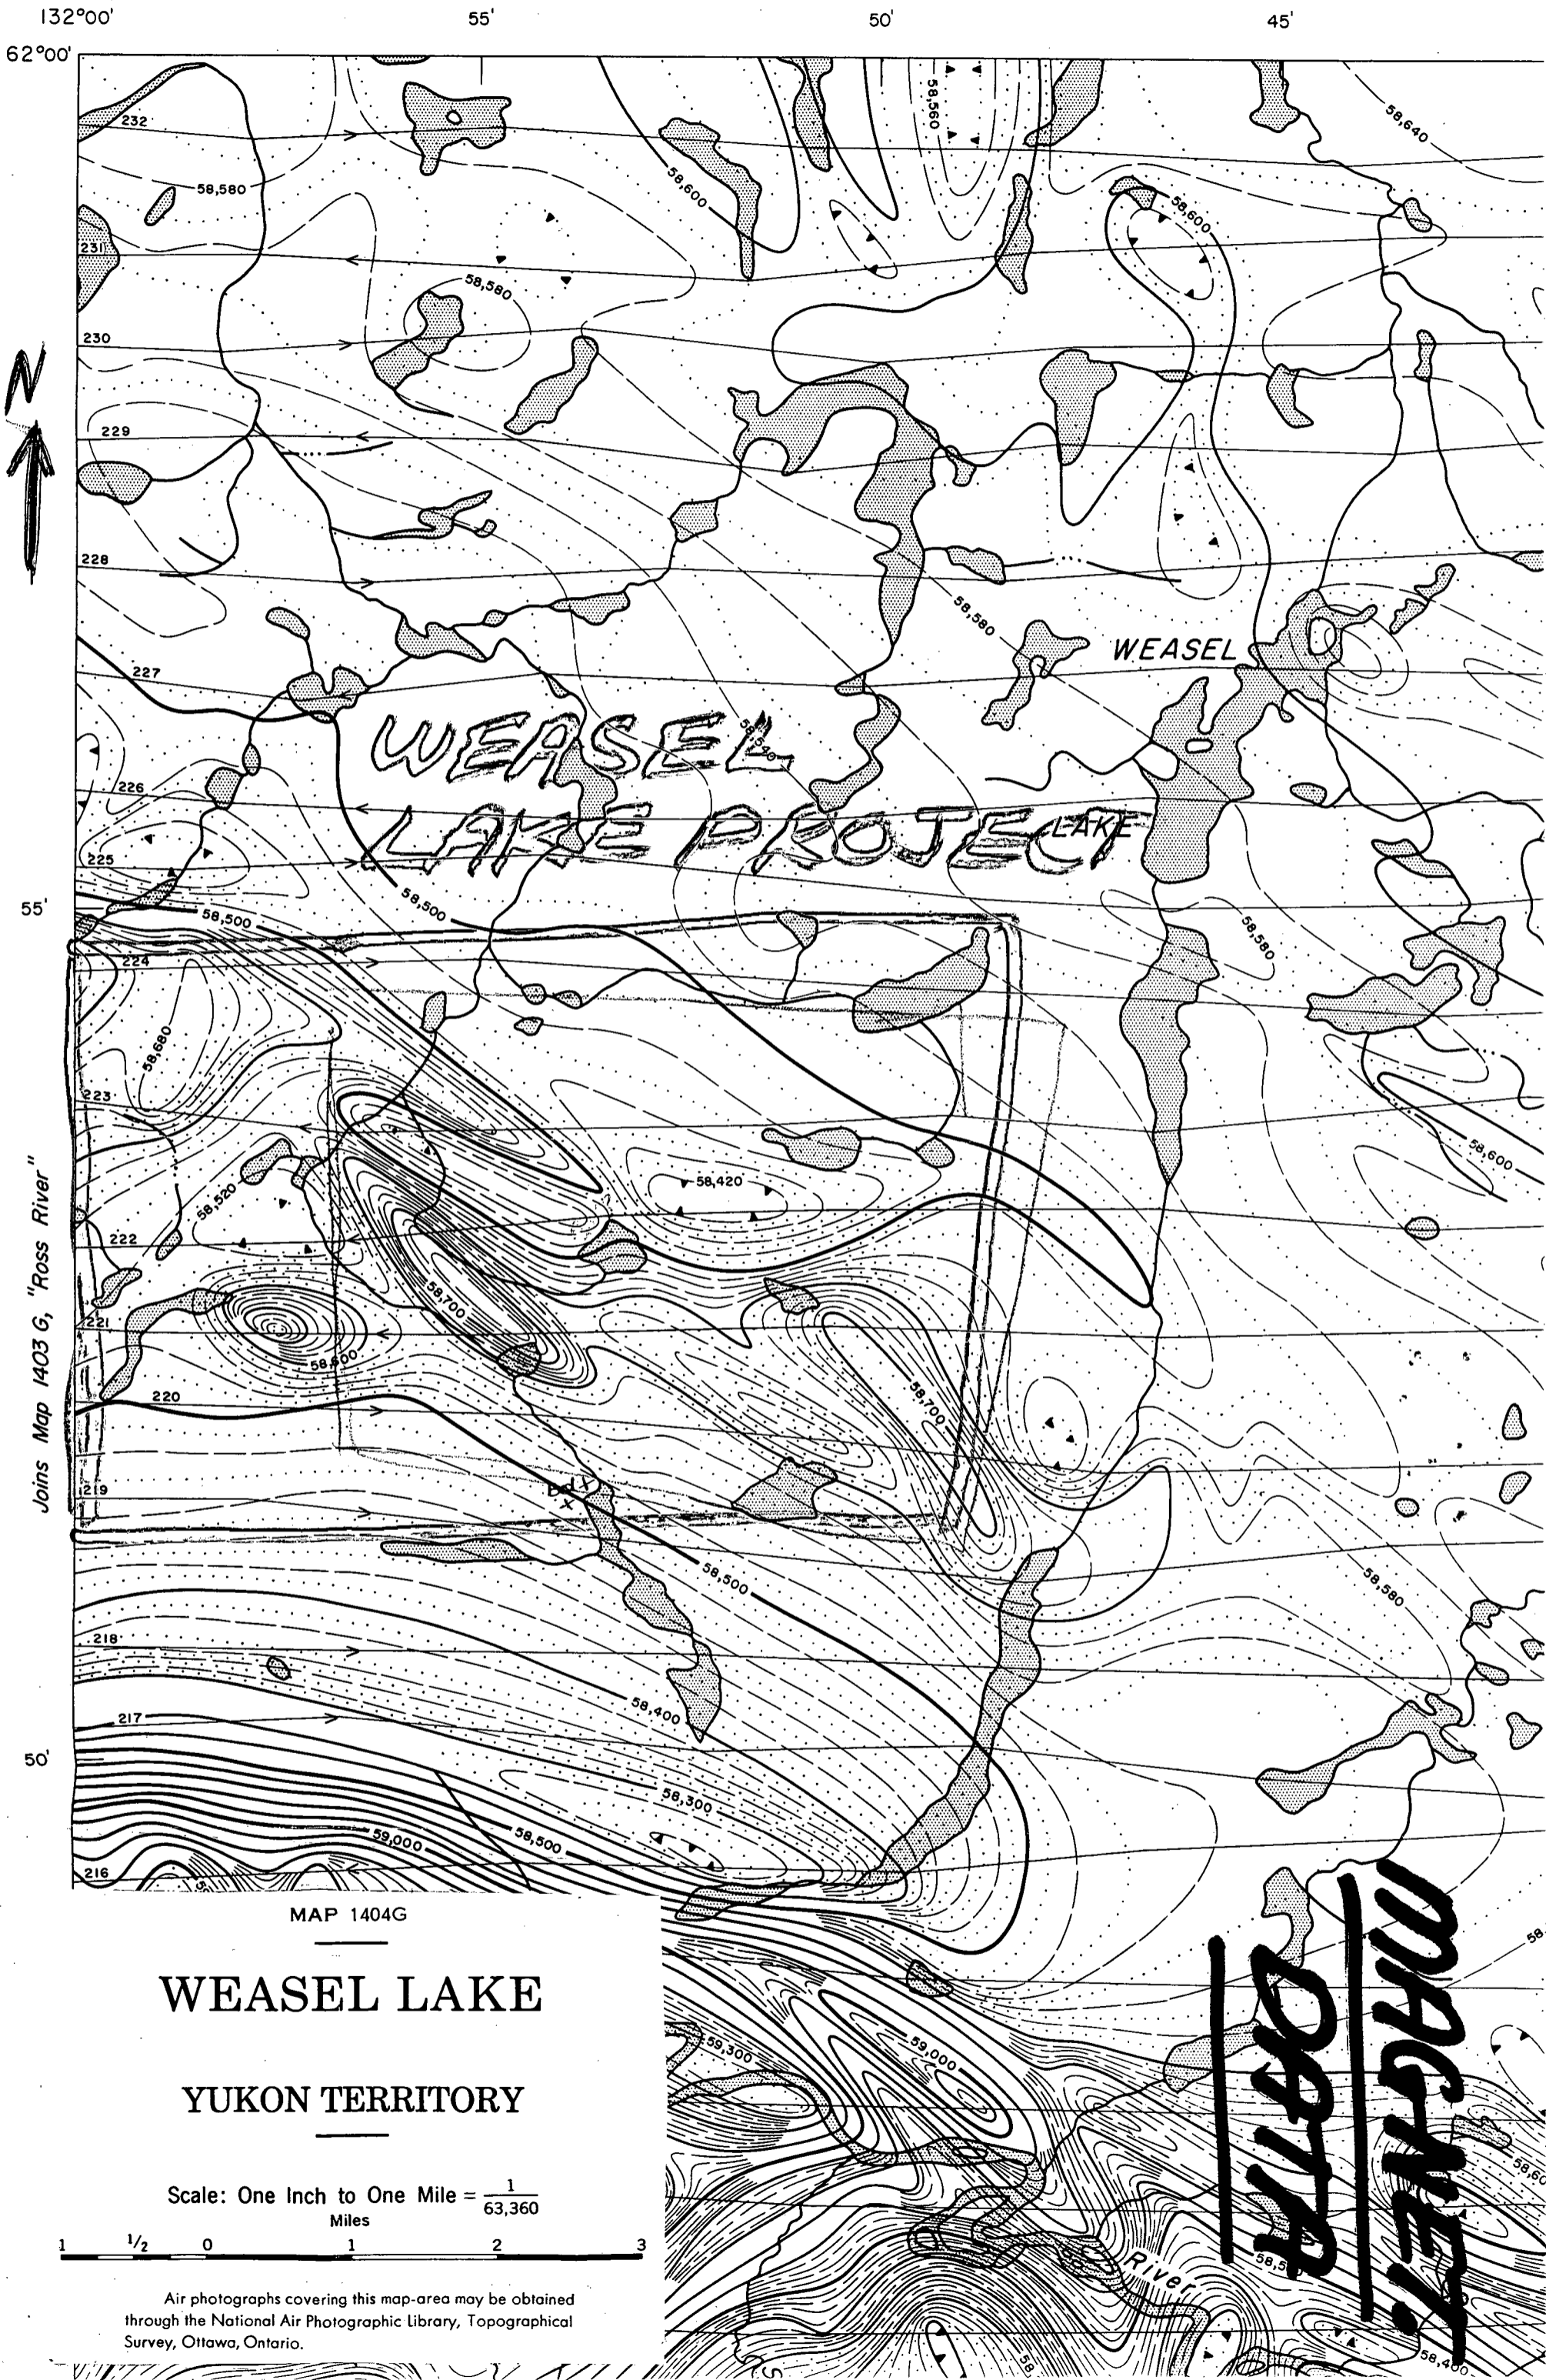 132°00' 55' 50' 45'
62°00'
58,560
232
58,640
58,580
58,600
58,600
231
58,580
230
N
229
228
58,580
WEASEL
227
WEASEL
58,540
226
LAKE PROJECT
LAKE
225
58,500
55'
58,500
58,580
224
58,680
223
58,600
Joins Map 1403 G, "Ross River"
58,420
58,520
222
58,700
221
58,600
58,700
220
219
58,500
58,580
218
58,400
217
50'
58,300
59,000
58,500
216
MAP 1404G
WEASEL LAKE
YUKON TERRITORY
Scale: One Inch to One Mile = 1/63,360
Miles
1 1/2 0 1 2 3
Air photographs covering this map-area may be obtained
through the National Air Photographic Library, Topographical
Survey, Ottawa, Ontario.
59,300
59,000
River
MAGNET.
DATA
58,400